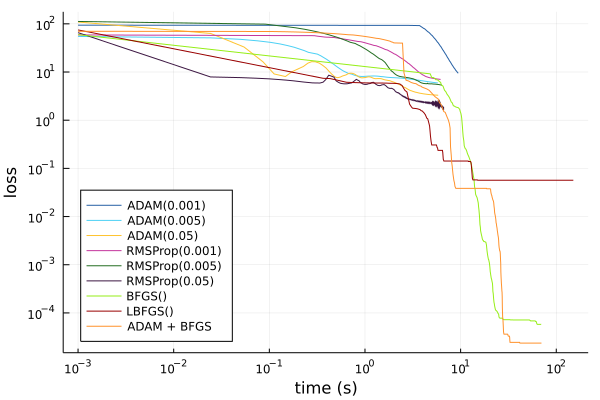 10²
10¹
10⁰
10⁻¹
10⁻²
10⁻³
10⁻⁴
loss
ADAM(0.001)
ADAM(0.005)
ADAM(0.05)
RMSProp(0.001)
RMSProp(0.005)
RMSProp(0.05)
BFGS()
LBFGS()
ADAM + BFGS
10⁻³ 10⁻² 10⁻¹ 10⁰ 10¹ 10²
time (s)